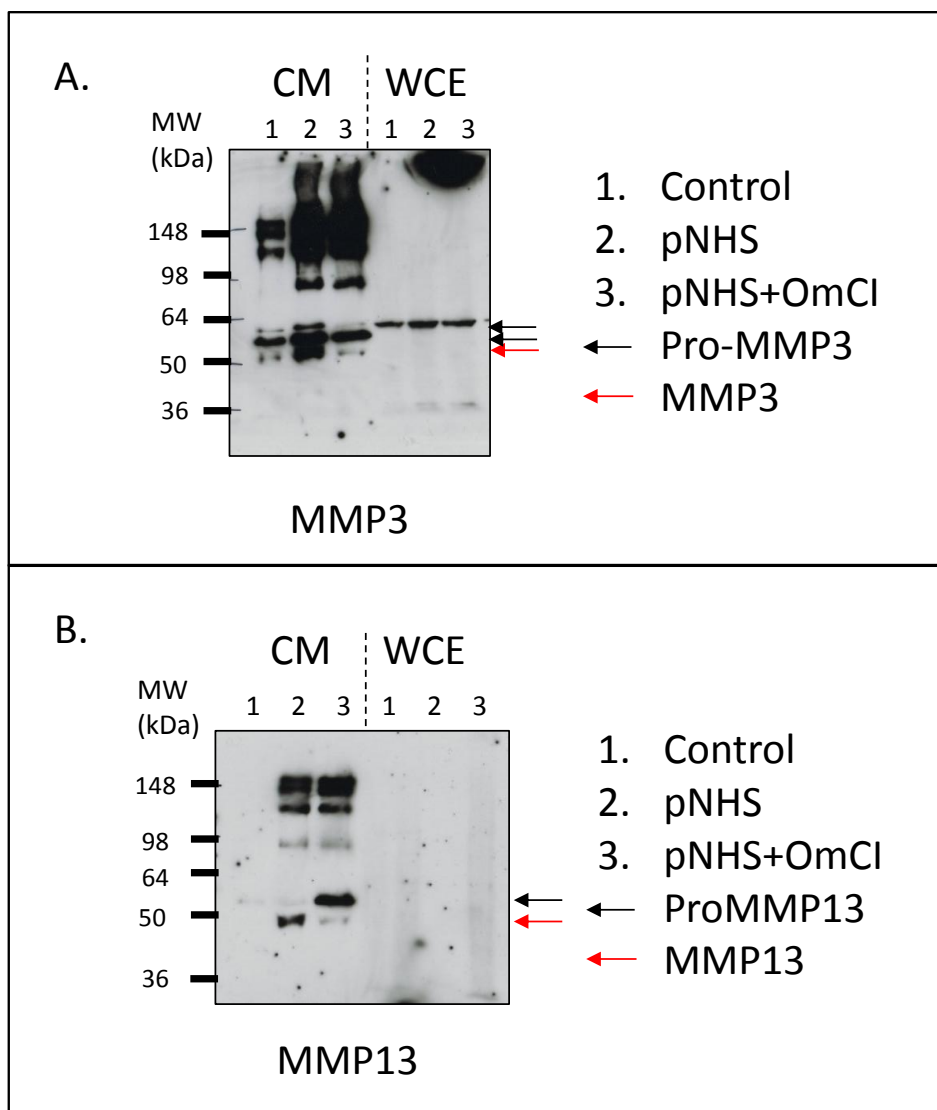 A.
CM WCE
MW
(kDa)
1 2 3 1 2 3
148
98
64
50
36
1. Control
2. pNHS
3. pNHS+OmCI
Pro-MMP3
MMP3
MMP3
B.
CM WCE
MW
(kDa)
1 2 3 1 2 3
148
98
64
50
36
1. Control
2. pNHS
3. pNHS+OmCI
ProMMP13
MMP13
MMP13